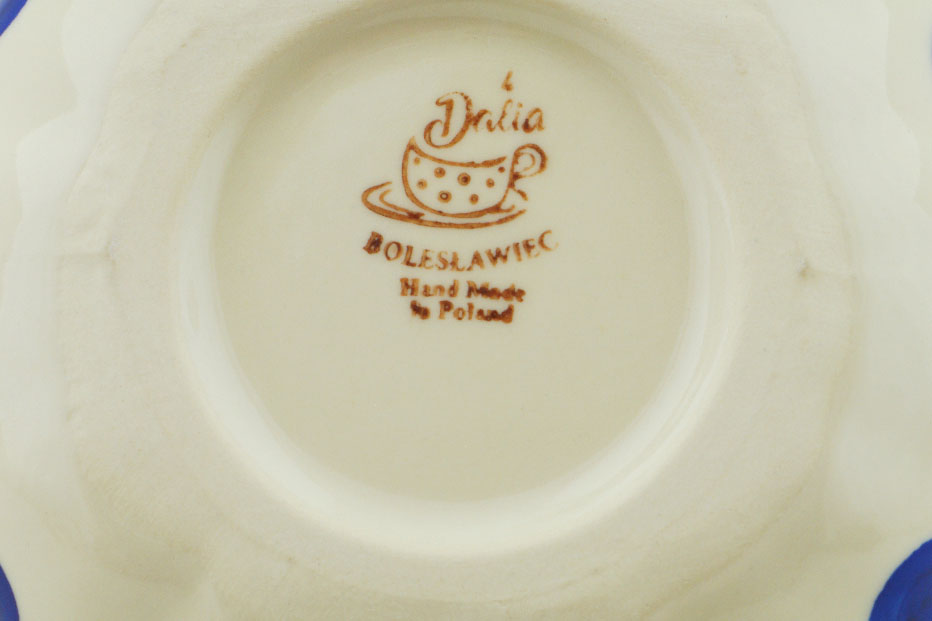 Dalia
BOLESŁAWIEC
Hand Made
in Poland